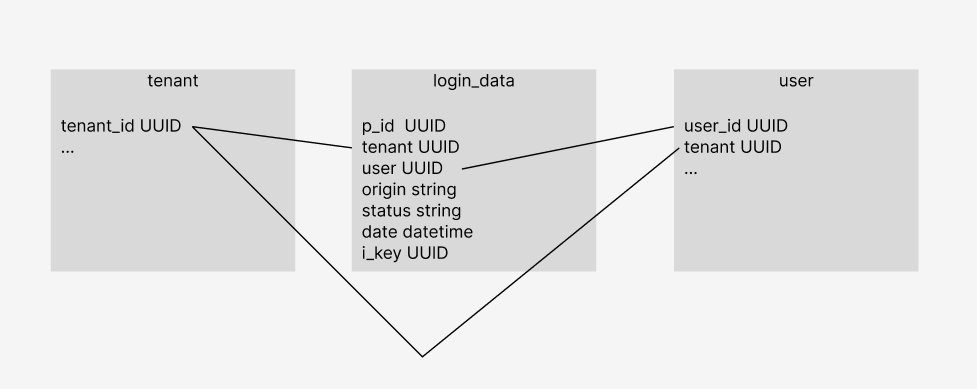 tenant
tenant_id UUID
...
login_data
p_id  UUID
tenant UUID
user UUID
origin string
status string
date datetime
i_key UUID
user
user_id UUID
tenant UUID
...